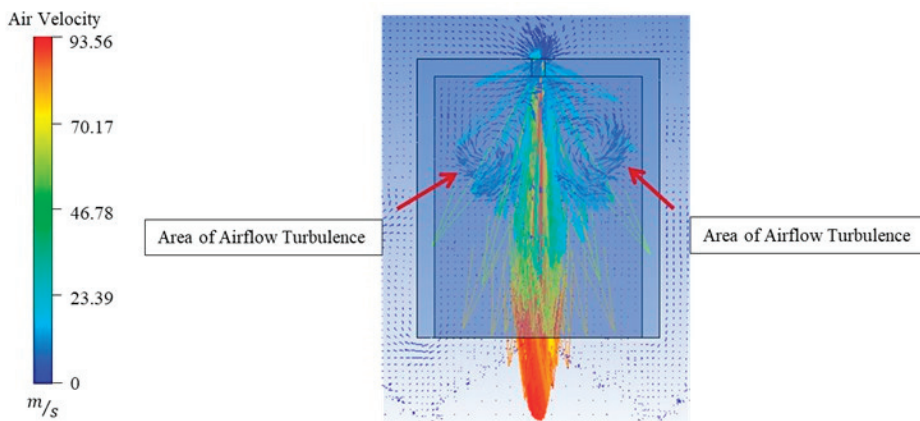 Air Velocity
93.56
70.17
46.78
23.39
0
m/s
Area of Airflow Turbulence
Area of Airflow Turbulence